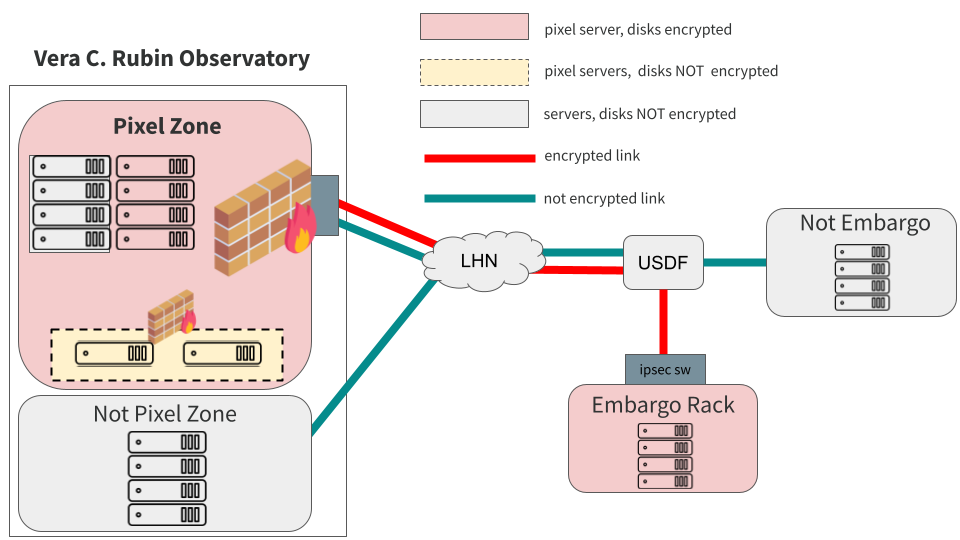 pixel server, disks encrypted
Vera C. Rubin Observatory
pixel servers, disks NOT encrypted
servers, disks NOT encrypted
encrypted link
not encrypted link
Pixel Zone
Not Embargo
LHN
USDF
ipsec sw
Embargo Rack
Not Pixel Zone